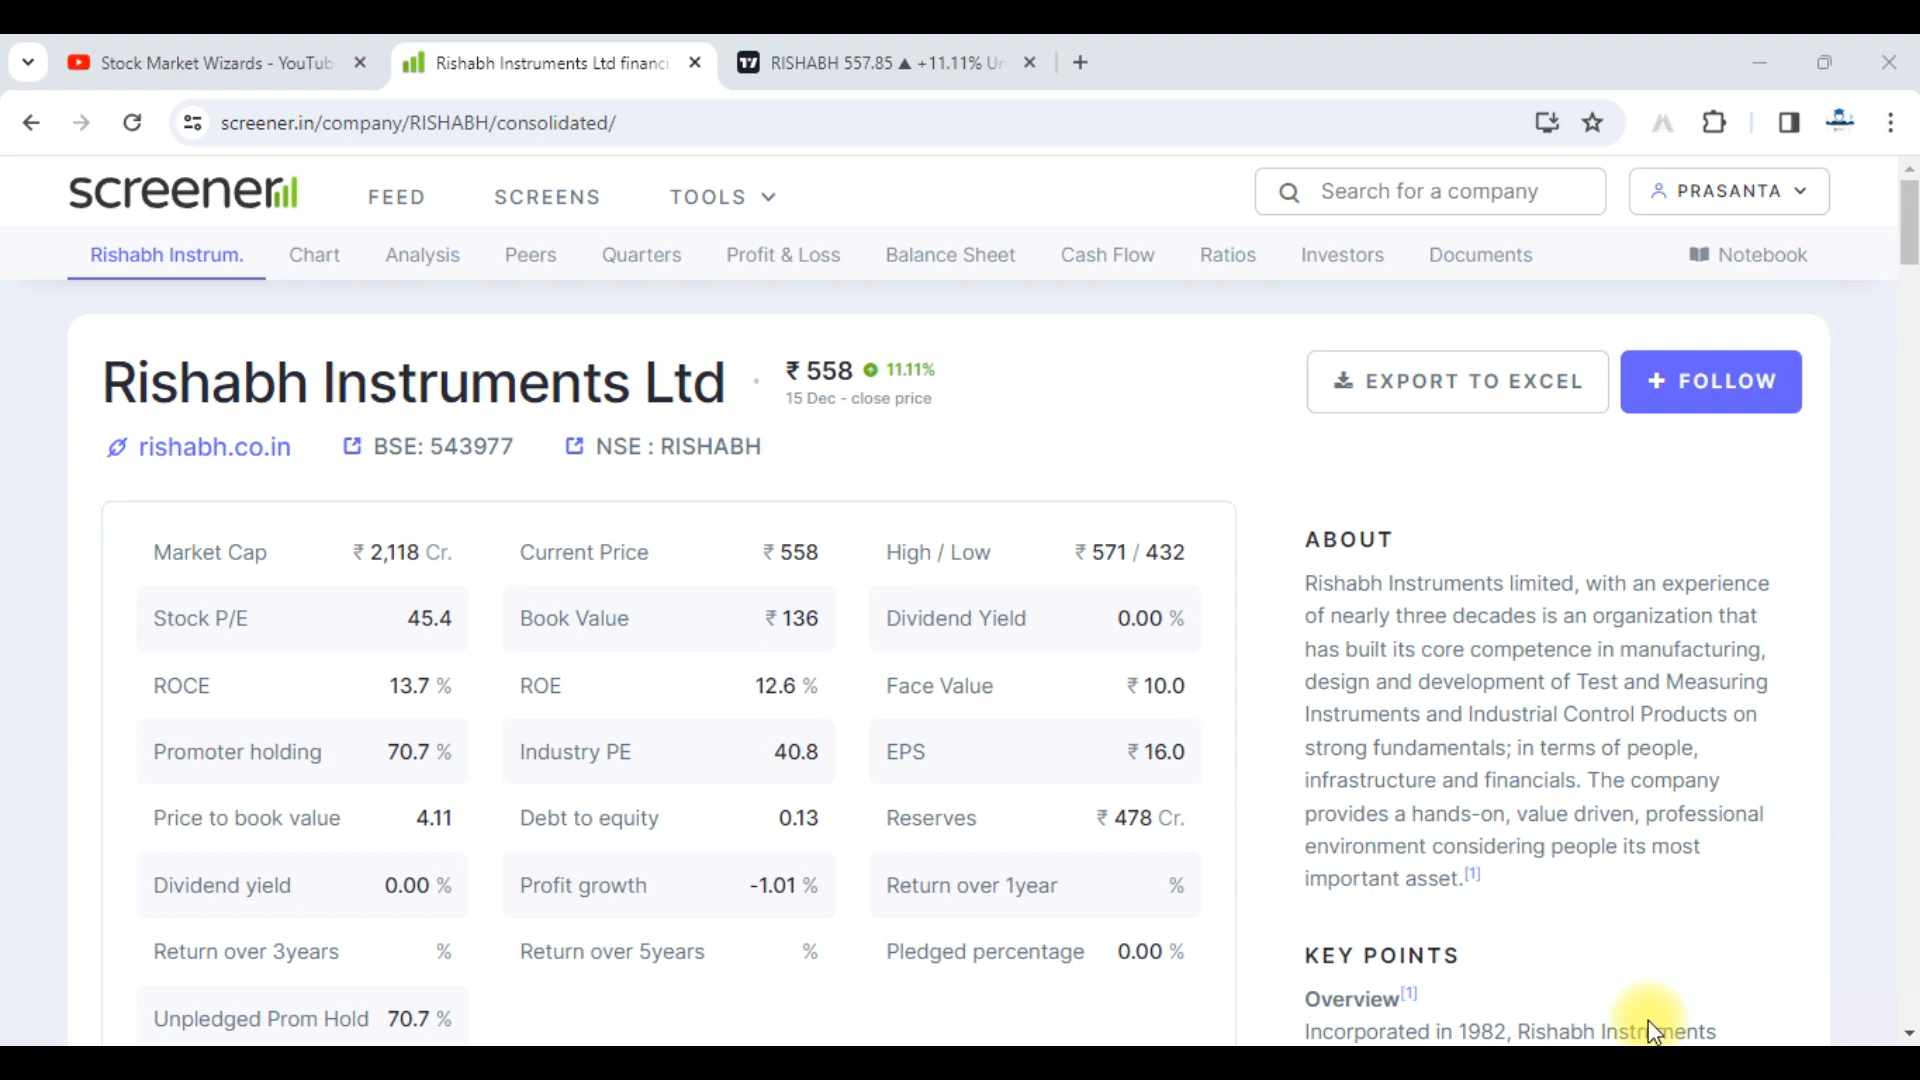 Stock Market Wizards - YouTub
Rishabh Instruments Ltd financi
RISHABH 557.85 ▲ +11.11% Un
screener.in/company/RISHABH/consolidated/
screener
FEED
SCREENS
TOOLS
Search for a company
PRASANTA
Rishabh Instrum.
Chart
Analysis
Peers
Quarters
Profit & Loss
Balance Sheet
Cash Flow
Ratios
Investors
Documents
Notebook
Rishabh Instruments Ltd
₹ 558 11.11%
15 Dec - close price
EXPORT TO EXCEL
+ FOLLOW
rishabh.co.in
BSE: 543977
NSE : RISHABH
Market Cap ₹ 2,118 Cr.
Current Price ₹ 558
High / Low ₹ 571 / 432
Stock P/E 45.4
Book Value ₹ 136
Dividend Yield 0.00 %
ROCE 13.7 %
ROE 12.6 %
Face Value ₹ 10.0
Promoter holding 70.7 %
Industry PE 40.8
EPS ₹ 16.0
Price to book value 4.11
Debt to equity 0.13
Reserves ₹ 478 Cr.
Dividend yield 0.00 %
Profit growth -1.01 %
Return over 1year %
Return over 3years %
Return over 5years %
Pledged percentage 0.00 %
Unpledged Prom Hold 70.7 %
ABOUT
Rishabh Instruments limited, with an experience
of nearly three decades is an organization that
has built its core competence in manufacturing,
design and development of Test and Measuring
Instruments and Industrial Control Products on
strong fundamentals; in terms of people,
infrastructure and financials. The company
provides a hands-on, value driven, professional
environment considering people its most
important asset.[1]
KEY POINTS
Overview[1]
Incorporated in 1982, Rishabh Instruments